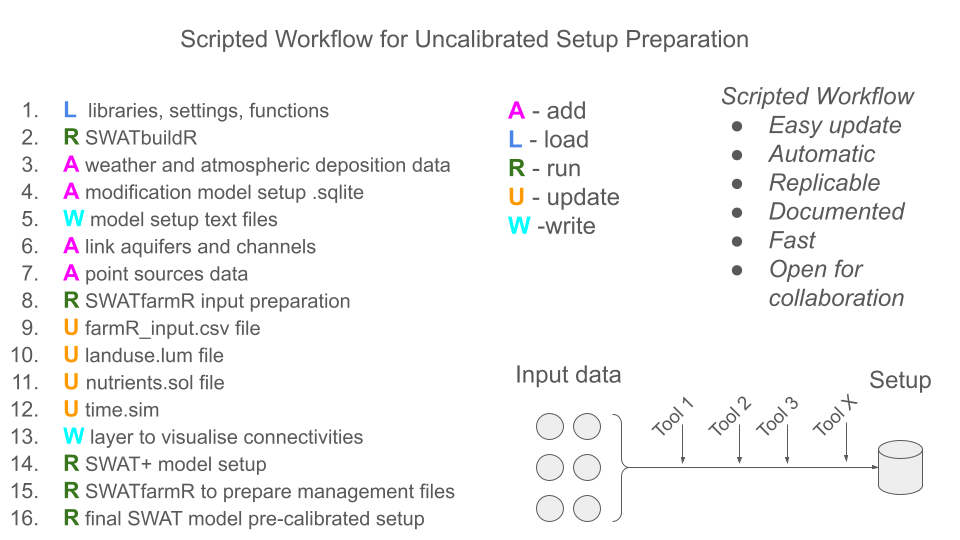 Scripted Workflow for Uncalibrated Setup Preparation
1. L libraries, settings, functions
2. R SWATbuildR
3. A weather and atmospheric deposition data
4. A modification model setup .sqlite
5. W model setup text files
6. A link aquifers and channels
7. A point sources data
8. R SWATfarmR input preparation
9. U farmR_input.csv file
10. U landuse.lum file
11. U nutrients.sol file
12. U time.sim
13. W layer to visualise connectivities
14. R SWAT+ model setup
15. R SWATfarmR to prepare management files
16. R final SWAT model pre-calibrated setup
A - add
L - load
R - run
U - update
W -write
Scripted Workflow
● Easy update
● Automatic
● Replicable
● Documented
● Fast
● Open for
collaboration
Input data
Tool 1
Tool 2
Tool 3
Tool X
Setup